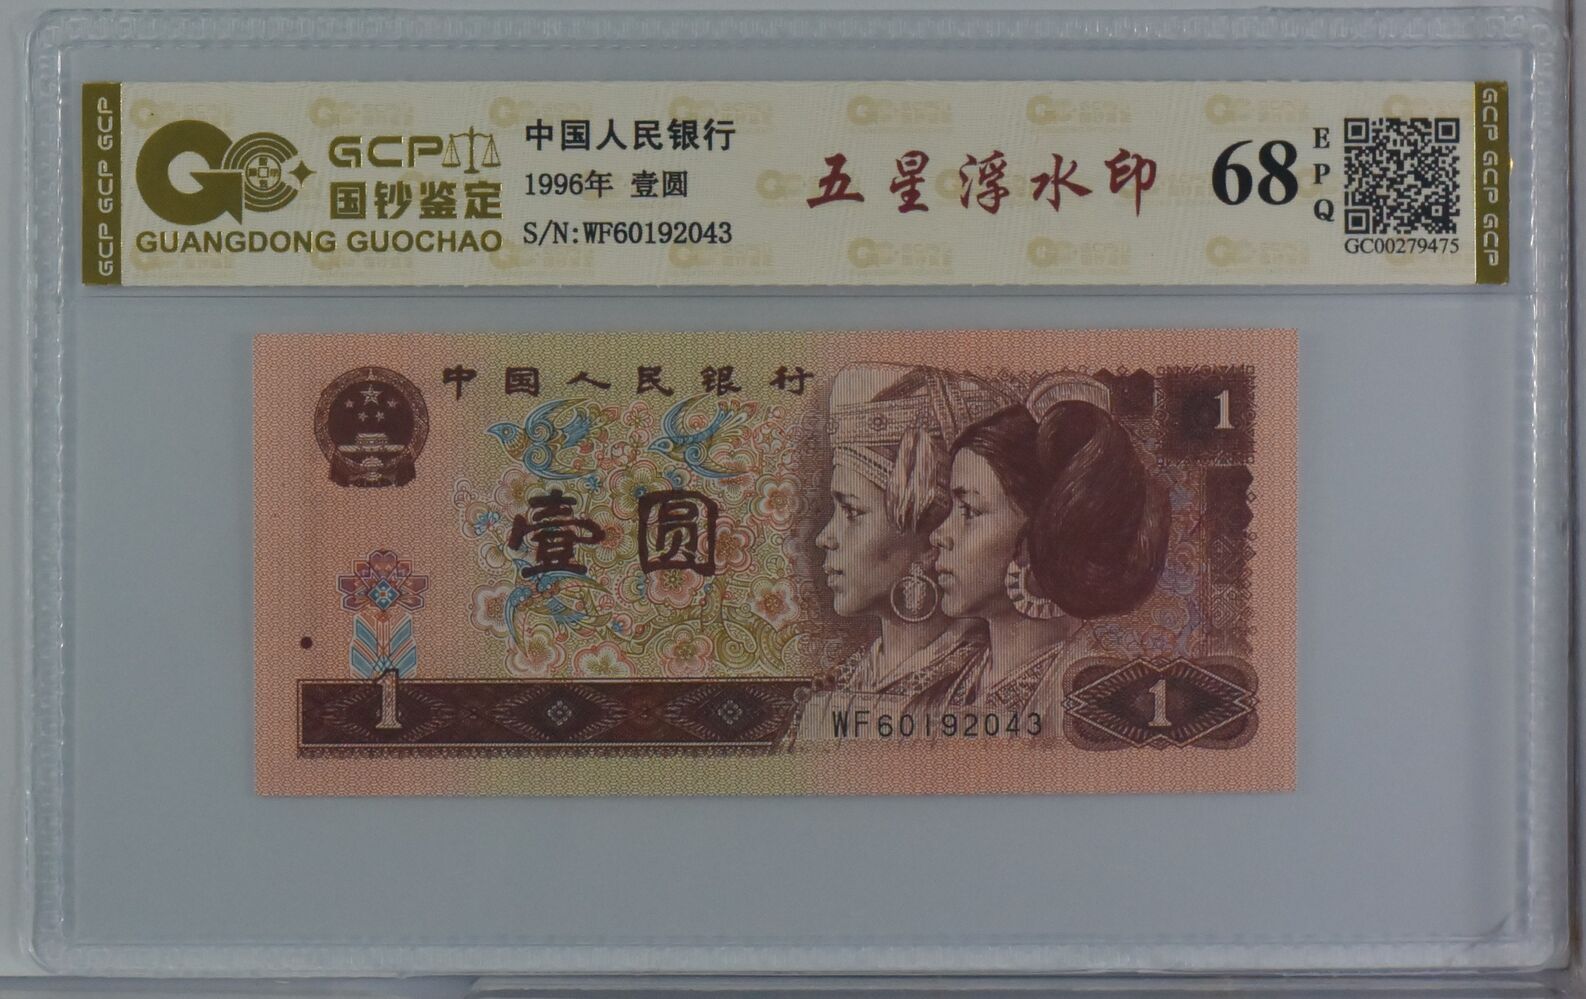 GCP GCP GCP
GCP
国钞鉴定
GUANGDONG GUOCHAO
中国人民银行
1996年 壹圆
S/N:WF60192043
五星浮水印
68
EPQ
GC00279475
GCP GCP GCP
中国人民银行
1
壹圆
1
WF60192043
1